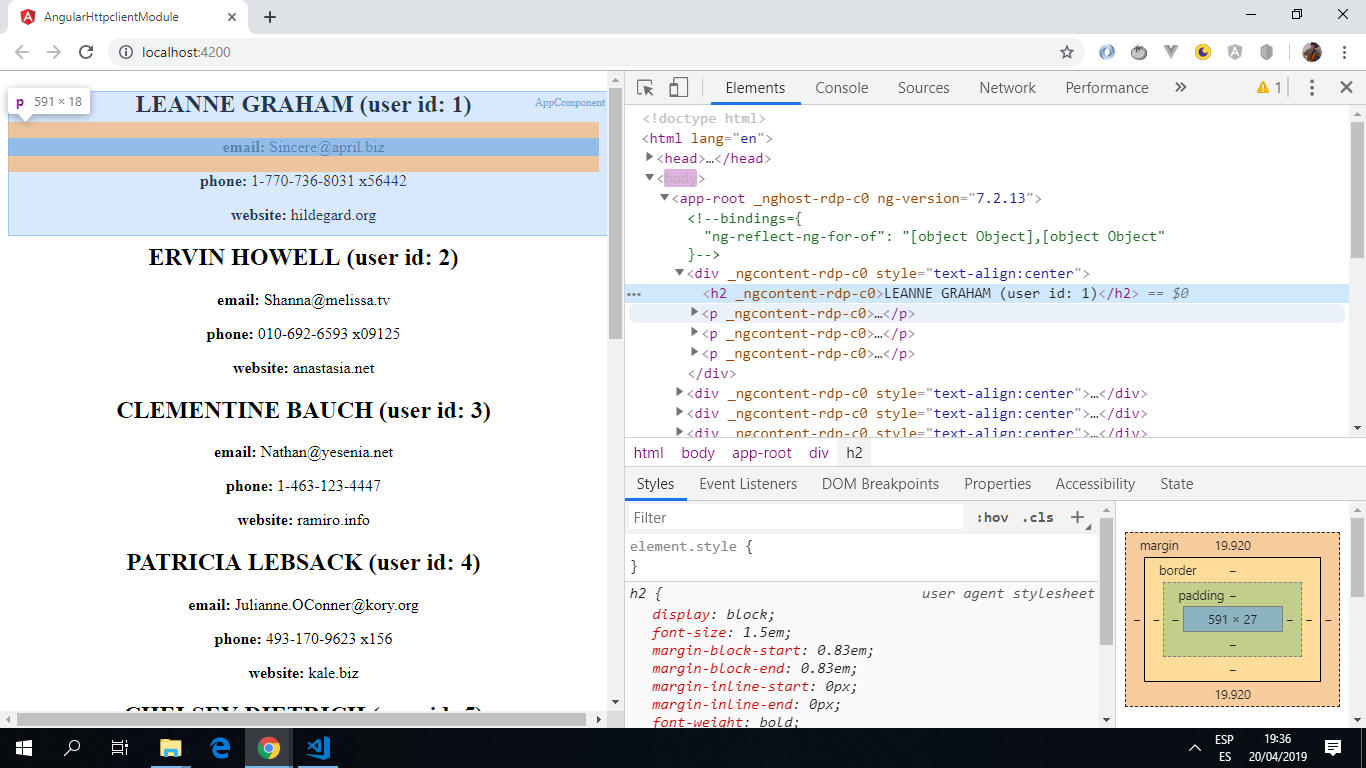 AngularHttpclientModule
localhost:4200
p 591 × 18
LEANNE GRAHAM (user id: 1)
AppComponent
email: Sincere@april.biz
phone: 1-770-736-8031 x56442
website: hildegard.org
ERVIN HOWELL (user id: 2)
email: Shanna@melissa.tv
phone: 010-692-6593 x09125
website: anastasia.net
CLEMENTINE BAUCH (user id: 3)
email: Nathan@yesenia.net
phone: 1-463-123-4447
website: ramiro.info
PATRICIA LEBSACK (user id: 4)
email: Julianne.OConner@kory.org
phone: 493-170-9623 x156
website: kale.biz
CHELSEY DIETRICH (user id: 5)
Elements Console Sources Network Performance » 1
<!doctype html>
<html lang="en">
<head>…</head>
<body>
<app-root _nghost-rdp-c0 ng-version="7.2.13">
<!--bindings={
"ng-reflect-ng-for-of": "[object Object],[object Object"
}-->
<div _ngcontent-rdp-c0 style="text-align:center">
<h2 _ngcontent-rdp-c0>LEANNE GRAHAM (user id: 1)</h2> == $0
<p _ngcontent-rdp-c0>…</p>
<p _ngcontent-rdp-c0>…</p>
<p _ngcontent-rdp-c0>…</p>
</div>
<div _ngcontent-rdp-c0 style="text-align:center">…</div>
<div _ngcontent-rdp-c0 style="text-align:center">…</div>
<div _ngcontent-rdp-c0 style="text-align:center">…</div>
html body app-root div h2
Styles Event Listeners DOM Breakpoints Properties Accessibility State
Filter :hov .cls +
element.style {
}
h2 { user agent stylesheet
display: block;
font-size: 1.5em;
margin-block-start: 0.83em;
margin-block-end: 0.83em;
margin-inline-start: 0px;
margin-inline-end: 0px;
font-weight: bold;
margin 19.920
border –
padding –
– – – 591 × 27 – – –
–
–
19.920
ESP
ES
19:36
20/04/2019